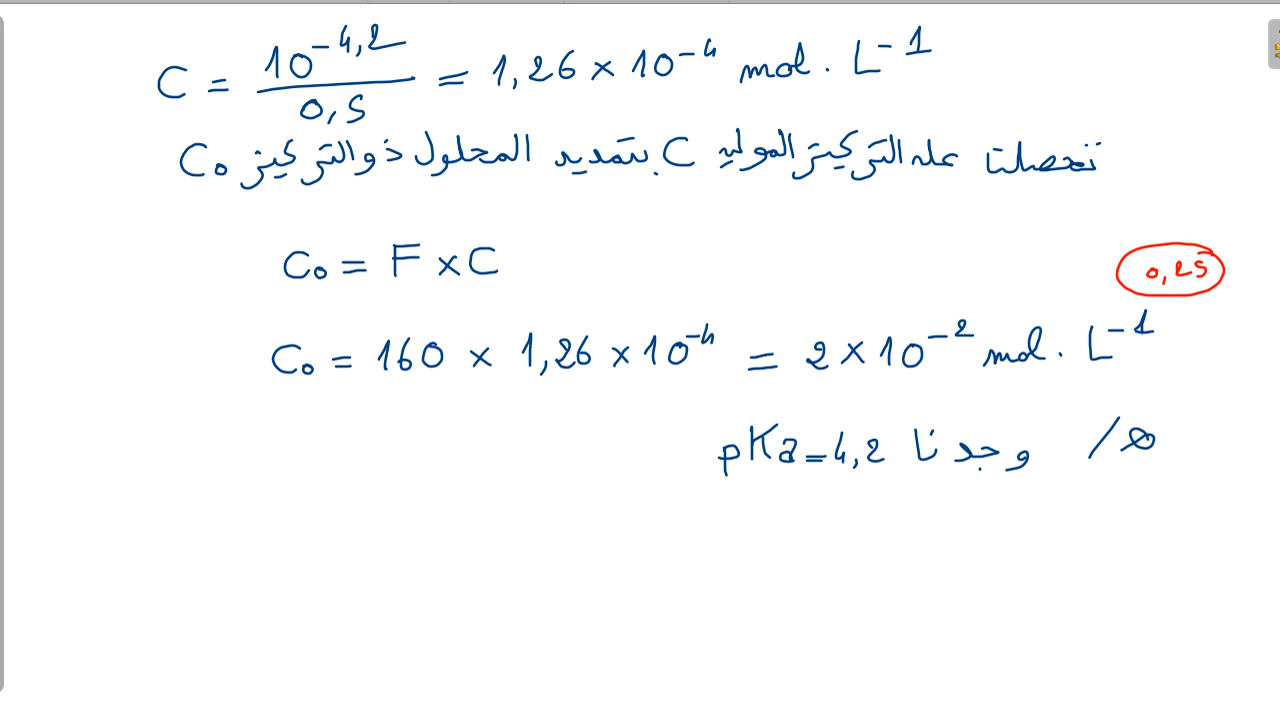 C = 10^-4,2 / 0,5 = 1,26 × 10^-4 mol . L^-1
تحصلت على التركيز المولي C بتمديد المحلول ذو التركيز C₀
C₀ = F × C
0,25
C₀ = 160 × 1,26 × 10^-4 = 2 × 10^-2 mol . L^-1
ه/ وجدنا pKa = 4,2